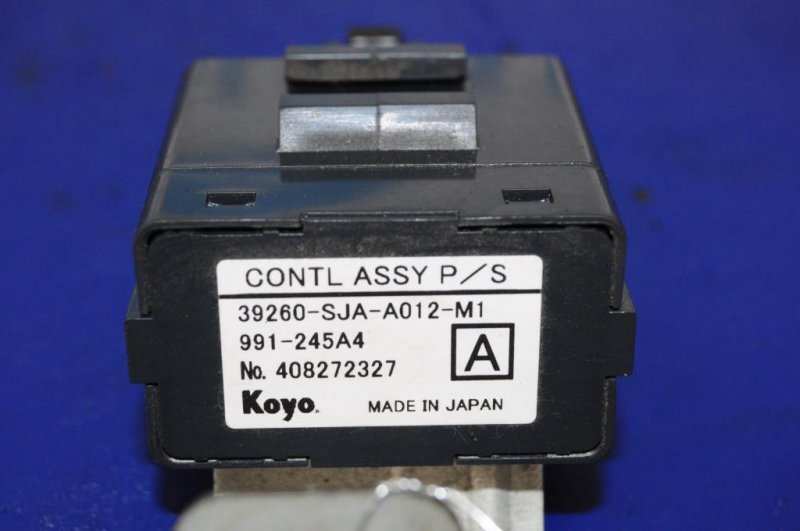 CONTL ASSY P/S
39260-SJA-A012-M1
991-245A4
A
No. 408272327
Koyo. MADE IN JAPAN